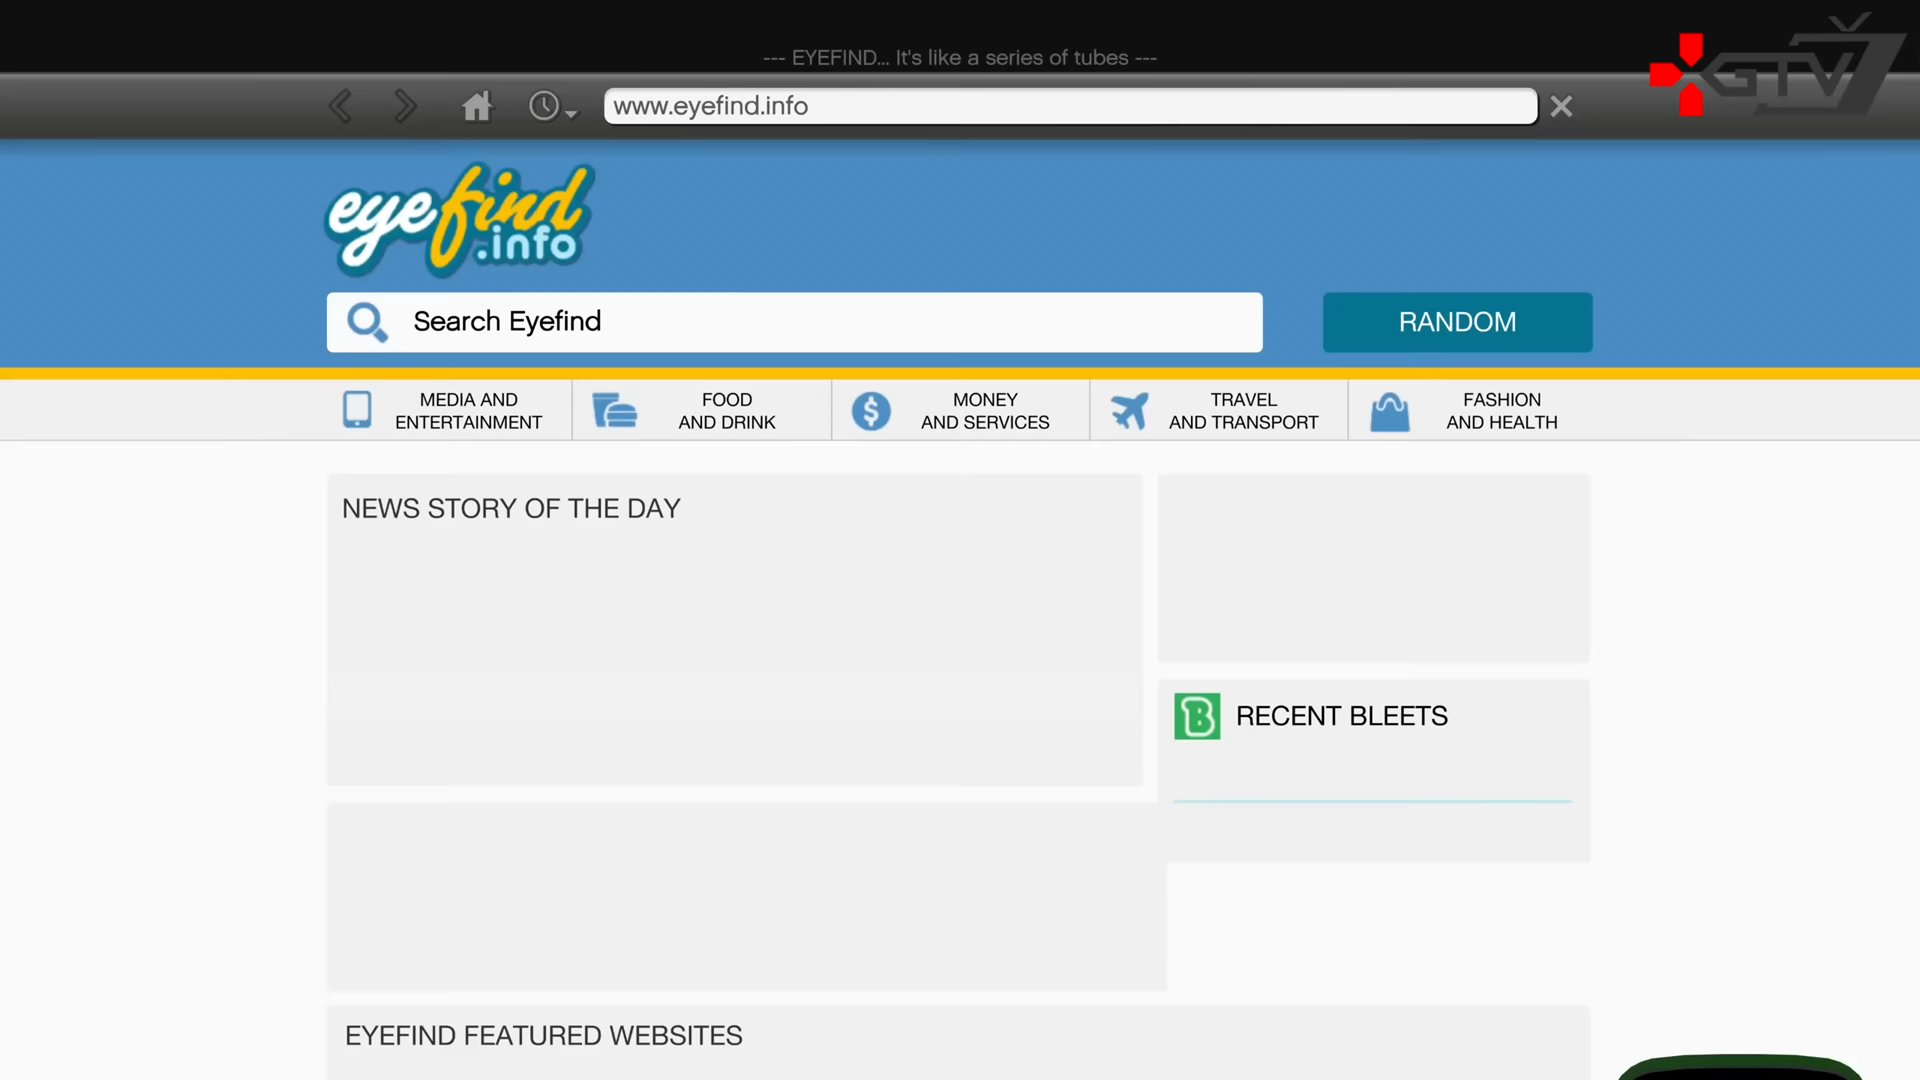 --- EYEFIND... It's like a series of tubes ---
GTV
www.eyefind.info
eyefind
.info
Search Eyefind
RANDOM
MEDIA AND
ENTERTAINMENT
FOOD
AND DRINK
MONEY
AND SERVICES
TRAVEL
AND TRANSPORT
FASHION
AND HEALTH
NEWS STORY OF THE DAY
B RECENT BLEETS
EYEFIND FEATURED WEBSITES